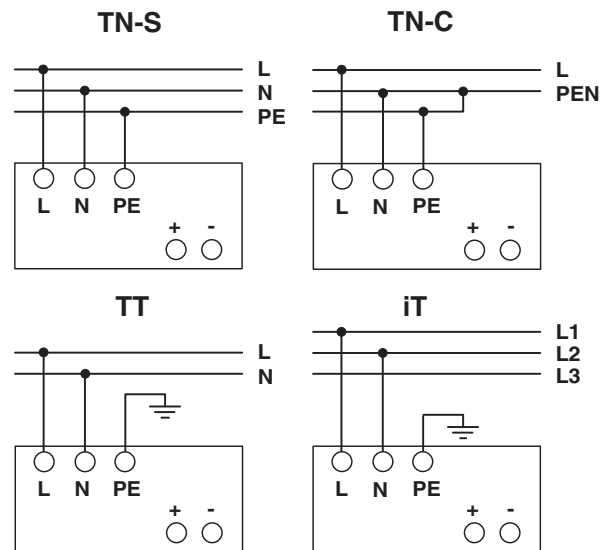 TN-S
L
N
PE
L N PE
+ -
TN-C
L
PEN
L N PE
+ -
TT
L
N
L N PE
+ -
iT
L1
L2
L3
L N PE
+ -